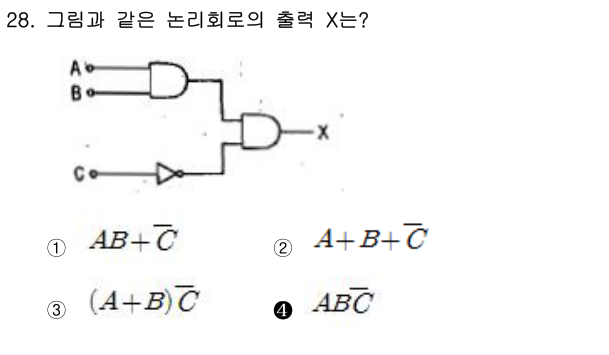 28. 그림과 같은 논리회로의 출력 X는?
A
B
X
C
① AB+C̅
② A+B+C̅
③ (A+B)C̅
❹ ABC̅